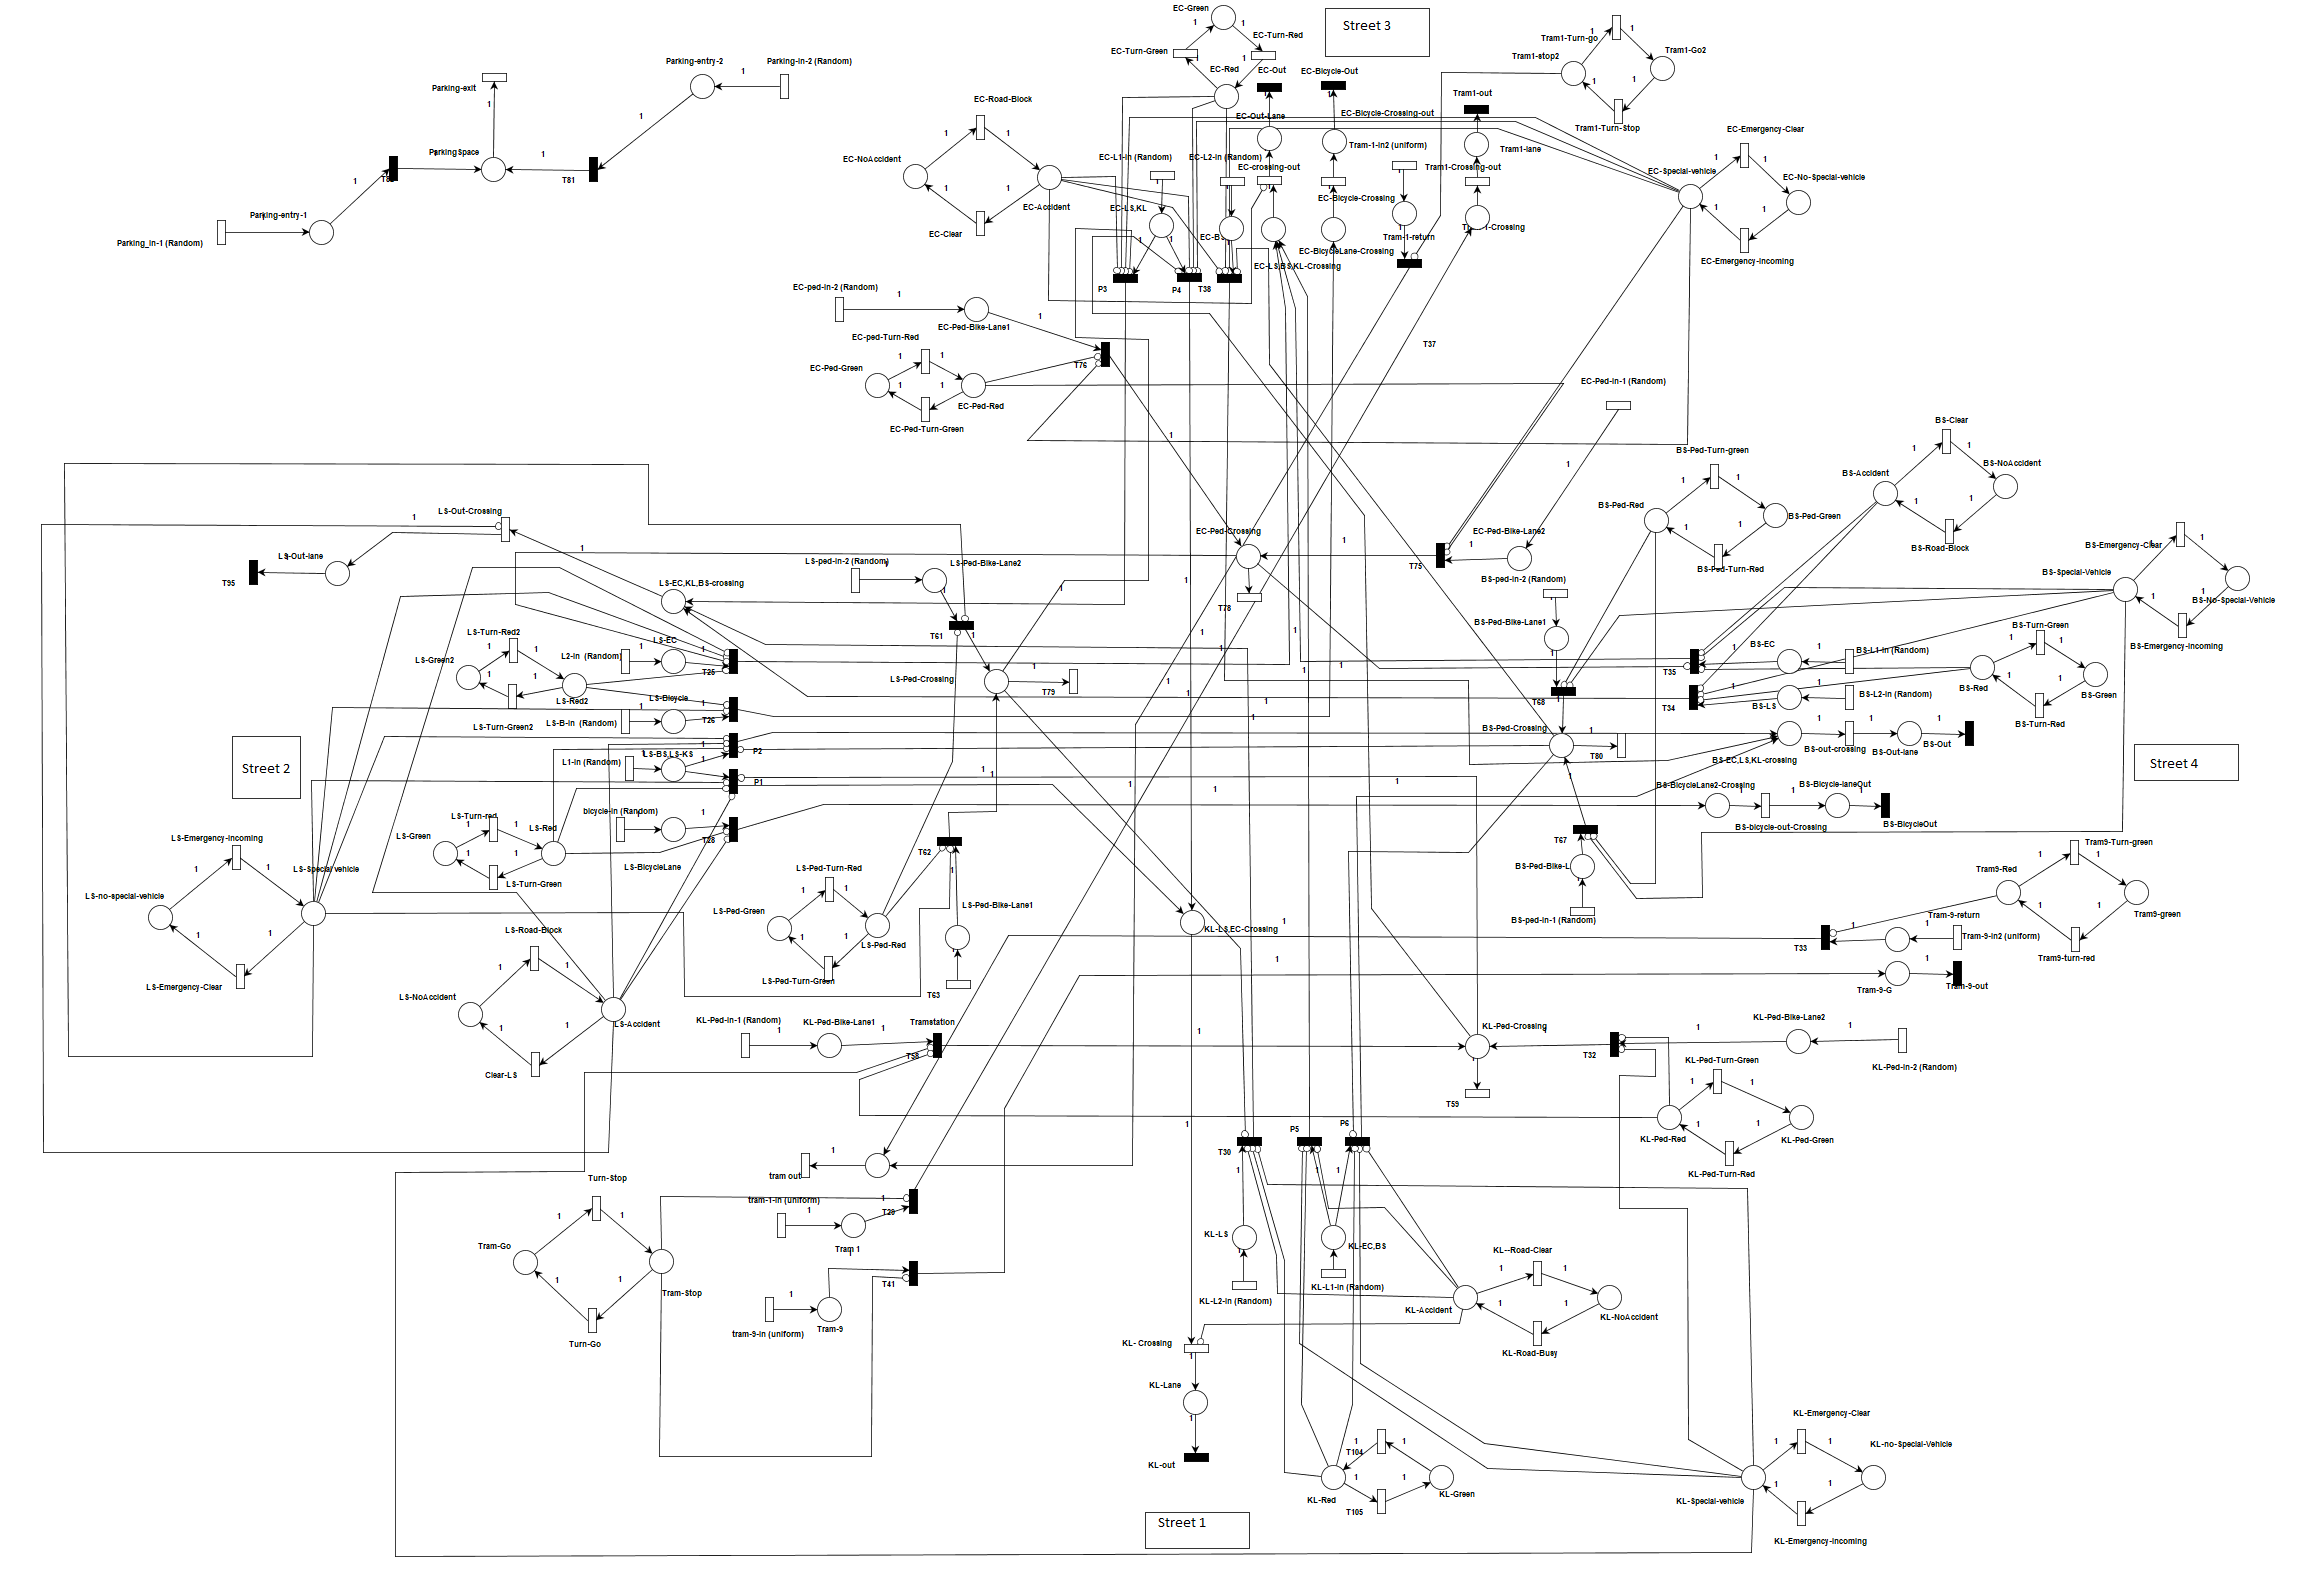 EC-Green
Street 3
EC-Turn-Red
EC-Turn-Green
EC-Red
EC-Out
EC-Bicycle-Out
Tram1-Turn-go
Tram1-stop2
Tram1-Go2
Tram1-Turn-Stop
Tram1-out
Parking-entry-2
Parking-in-2 (Random)
Parking-exit
ParkingSpace
T81
Parking-entry-1
Parking_in-1 (Random)
EC-Road-Block
EC-NoAccident
EC-Accident
EC-Clear
EC-Out-Lane
EC-Bicycle-Crossing-out
Tram-1-in2 (uniform)
Tram1-lane
EC-L1-in (Random)
EC-L2-in (Random)
EC-crossing-out
Tram1-Crossing-out
EC-Emergency-Clear
EC-Special-vehicle
EC-No-Special-vehicle
EC-Emergency-incoming
EC-LS,KL
EC-Bicycle-Crossing
Tram-1-return
EC-BicycleLane-Crossing
EC-LS,BS,KL-Crossing
P3
P4
T38
T37
EC-ped-in-2 (Random)
EC-Ped-Bike-Lane1
EC-ped-Turn-Red
EC-Ped-Green
EC-Ped-Red
EC-Ped-Turn-Green
T76
EC-Ped-in-1 (Random)
BS-Clear
BS-Accident
BS-NoAccident
BS-Road-Block
BS-Ped-Turn-green
BS-Ped-Red
BS-Ped-Green
BS-Ped-Turn-Red
LS-Out-Crossing
LS-Out-lane
T95
LS-EC,KL,BS-crossing
LS-ped-in-2 (Random)
LS-Ped-Bike-Lane2
EC-Ped-Crossing
EC-Ped-Bike-Lane2
T75
T78
BS-ped-in-2 (Random)
BS-Ped-Bike-Lane1
BS-Emergency-Clear
BS-Special-Vehicle
BS-No-Special-Vehicle
BS-Emergency-incoming
LS-Turn-Red2
LS-Green2
LS-Red2
LS-Turn-Green2
LS-EC
L2-in (Random)
T25
LS-Bicycle
LS-B-in (Random)
T26
T61
LS-Ped-Crossing
T79
BS-Turn-Green
BS-EC
BS-L1-in (Random)
T35
BS-Red
BS-Green
BS-Turn-Red
BS-LS
BS-L2-in (Random)
T34
T68
BS-Ped-Crossing
T80
BS-out-crossing
BS-Out-lane
BS-Out
BS-EC,LS,KL-crossing
Street 2
Street 4
P2
LS-BS,LS-KS
L1-in (Random)
P1
bicycle-in (Random)
T28
LS-BicycleLane
LS-Turn-red
LS-Green
LS-Red
LS-Turn-Green
BS-BicycleLane2-Crossing
BS-Bicycle-laneOut
BS-bicycle-out-Crossing
BS-BicycleOut
T67
BS-ped-in-1 (Random)
LS-Emergency-incoming
LS-Special vehicle
LS-no-special-vehicle
LS-Emergency-Clear
T62
LS-Ped-Turn-Red
LS-Ped-Green
LS-Ped-Red
LS-Ped-Turn-Green
LS-Ped-Bike-Lane1
T63
KL-LS,EC-Crossing
Tram9-Turn-green
Tram9-Red
Tram9-green
Tram9-turn-red
Tram-9-return
Tram-9-in2 (uniform)
T33
Tram-9-G
Tram-9-out
LS-Road-Block
LS-NoAccident
LS-Accident
Clear-LS
KL-Ped-in-1 (Random)
KL-Ped-Bike-Lane1
Tramstation
T58
KL-Ped-Crossing
T59
T32
KL-Ped-Bike-Lane2
KL-Ped-in-2 (Random)
KL-Ped-Turn-Green
KL-Ped-Red
KL-Ped-Green
KL-Ped-Turn-Red
T30
P5
P6
tram out
Turn-Stop
Tram-Go
Tram-Stop
Turn-Go
tram-1-in (uniform)
T29
Tram 1
T41
tram-9-in (uniform)
Tram-9
KL-LS
KL-EC,BS
KL-L2-in (Random)
KL-L1-in (Random)
KL--Road-Clear
KL-Accident
KL-NoAccident
KL-Road-Busy
KL- Crossing
KL-Lane
KL-out
T104
KL-Red
KL-Green
T105
KL-Emergency-Clear
KL-no-Special-Vehicle
KL-Special-vehicle
KL-Emergency-incoming
Street 1